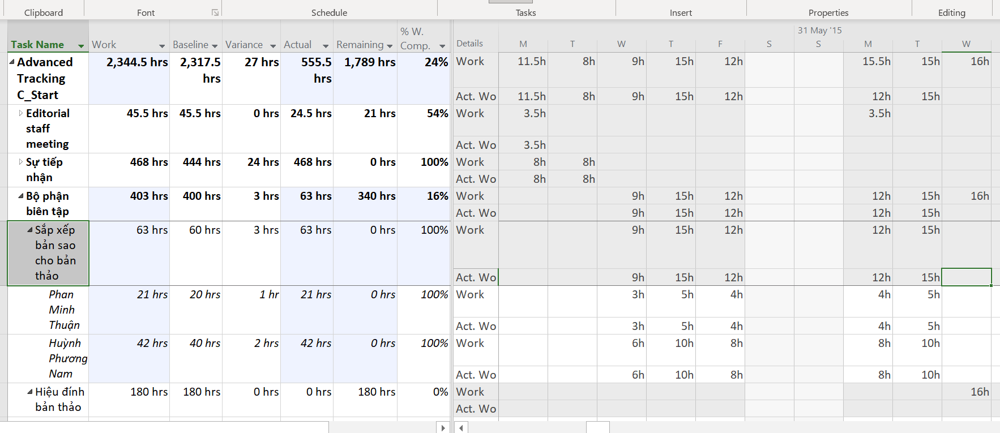 Clipboard Font Schedule Tasks Insert Properties Editing
% W. 31 May '15
Task Name Work Baseline Variance Actual Remaining Comp. Details M T W T F S S M T W
Advanced 2,344.5 hrs 2,317.5 27 hrs 555.5 1,789 hrs 24% Work 11.5h 8h 9h 15h 12h 15.5h 15h 16h
Tracking hrs hrs
C_Start Act. Wo 11.5h 8h 9h 15h 12h 12h 15h
Editorial 45.5 hrs 45.5 hrs 0 hrs 24.5 hrs 21 hrs 54% Work 3.5h 3.5h
staff
meeting Act. Wo 3.5h
Sự tiếp 468 hrs 444 hrs 24 hrs 468 hrs 0 hrs 100% Work 8h 8h
nhận Act. Wo 8h 8h
Bộ phận 403 hrs 400 hrs 3 hrs 63 hrs 340 hrs 16% Work 9h 15h 12h 12h 15h 16h
biên tập Act. Wo 9h 15h 12h 12h 15h
Sắp xếp 63 hrs 60 hrs 3 hrs 63 hrs 0 hrs 100% Work 9h 15h 12h 12h 15h
bản sao
cho bản
thảo Act. Wo 9h 15h 12h 12h 15h
Phan 21 hrs 20 hrs 1 hr 21 hrs 0 hrs 100% Work 3h 5h 4h 4h 5h
Minh
Thuận Act. Wo 3h 5h 4h 4h 5h
Huỳnh 42 hrs 40 hrs 2 hrs 42 hrs 0 hrs 100% Work 6h 10h 8h 8h 10h
Phương
Nam Act. Wo 6h 10h 8h 8h 10h
Hiệu đính 180 hrs 180 hrs 0 hrs 0 hrs 180 hrs 0% Work 16h
bản thảo Act. Wo